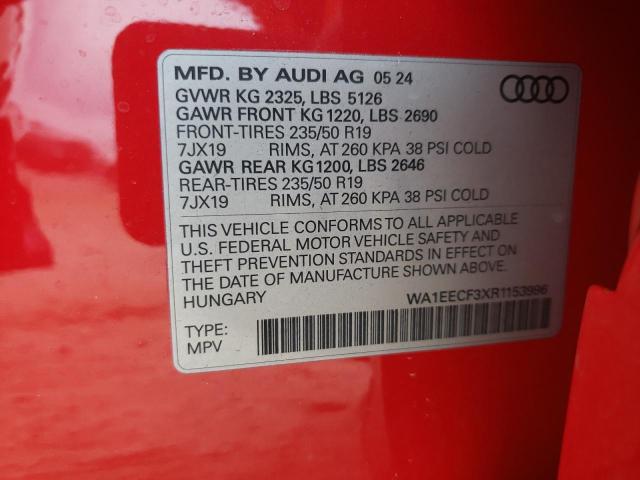 MFD. BY AUDI AG 05 24
GVWR KG 2325, LBS 5126
GAWR FRONT KG 1220, LBS 2690
FRONT-TIRES 235/50 R19
7JX19 RIMS, AT 260 KPA 38 PSI COLD
GAWR REAR KG 1200, LBS 2646
REAR-TIRES 235/50 R19
7JX19 RIMS, AT 260 KPA 38 PSI COLD
THIS VEHICLE CONFORMS TO ALL APPLICABLE
U.S. FEDERAL MOTOR VEHICLE SAFETY AND
THEFT PREVENTION STANDARDS IN EFFECT ON
THE DATE OF MANUFACTURE SHOWN ABOVE.
HUNGARY WA1EECF3XR1153996
TYPE:
MPV